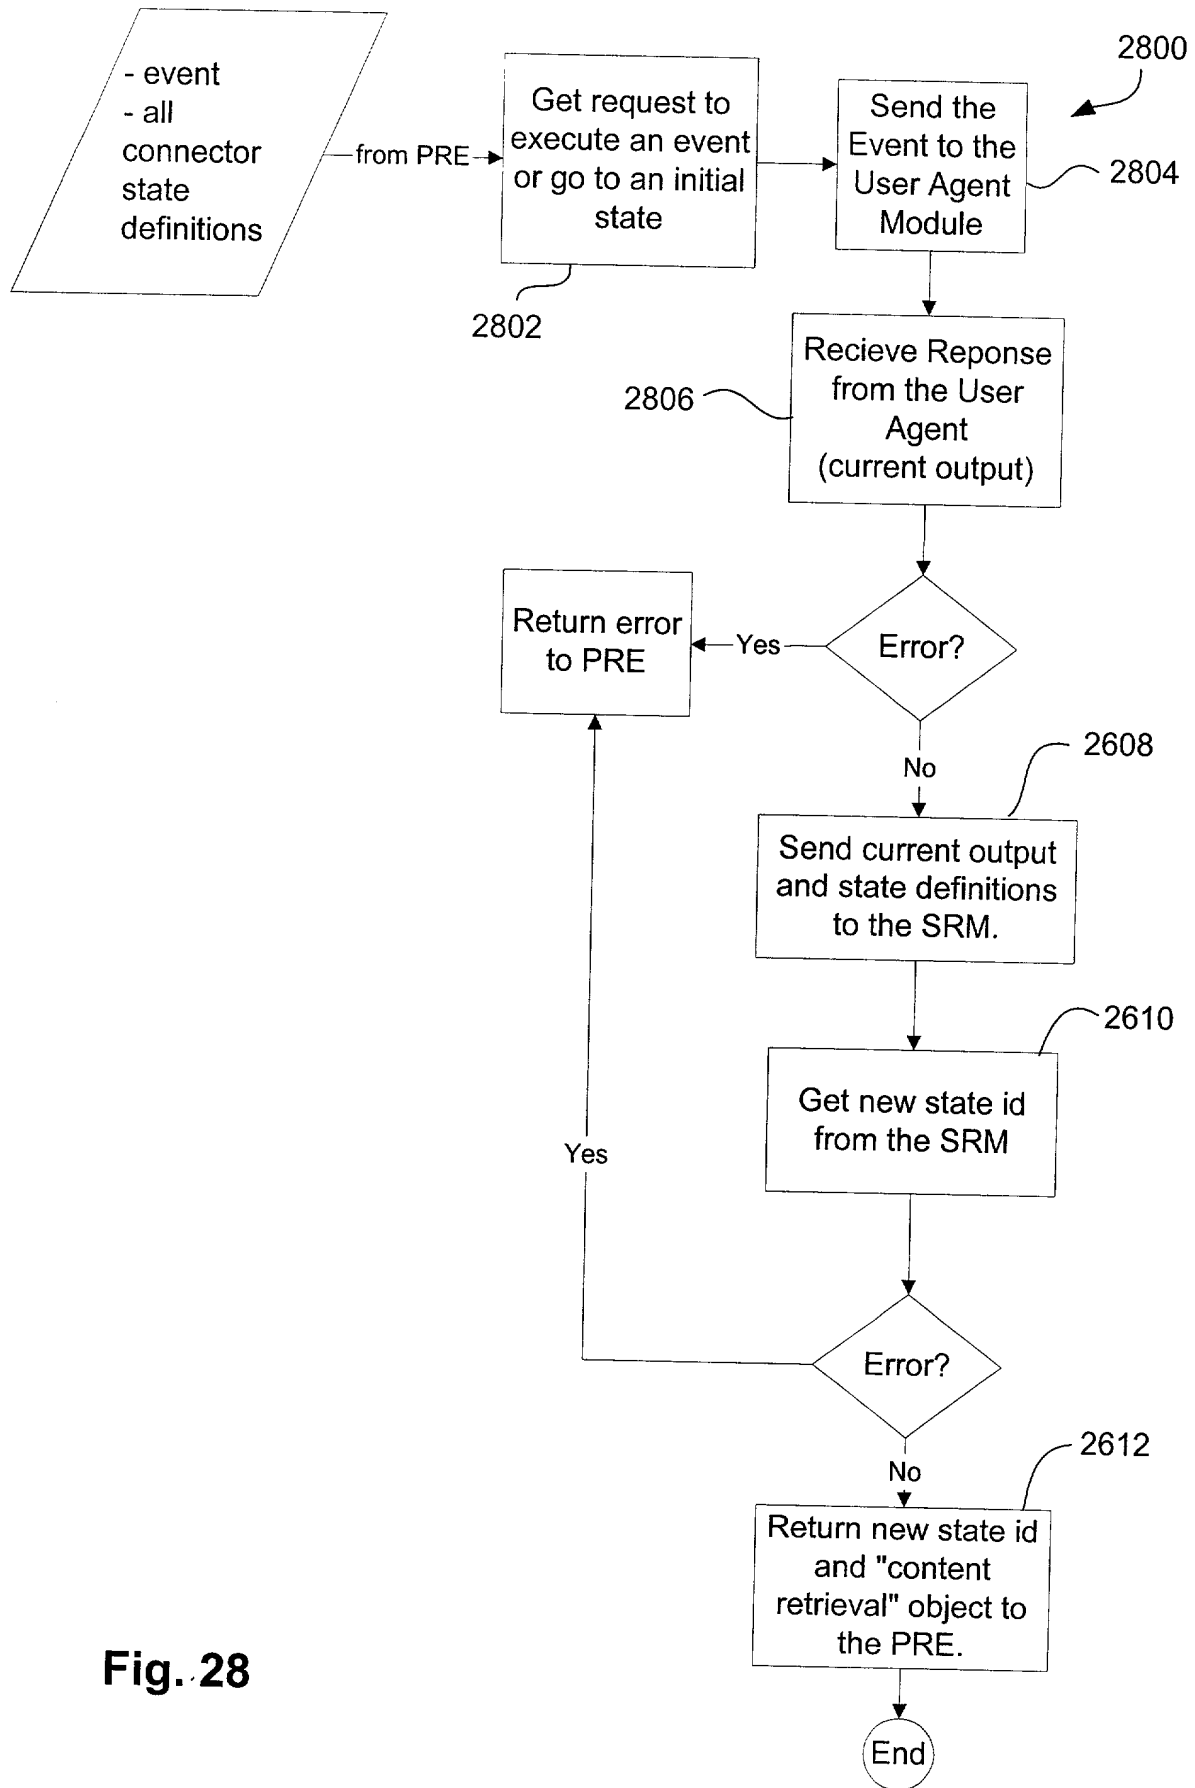 2800
- event
- all
connector
state
definitions
from PRE
Get request to
execute an event
or go to an initial
state
2802
Send the
Event to the
User Agent
Module
2804
Recieve Reponse
from the User
Agent
(current output)
2806
Error?
Yes
Return error
to PRE
No
2608
Send current output
and state definitions
to the SRM.
2610
Get new state id
from the SRM
Yes
Error?
No
2612
Return new state id
and "content
retrieval" object to
the PRE.
End
Fig. 28